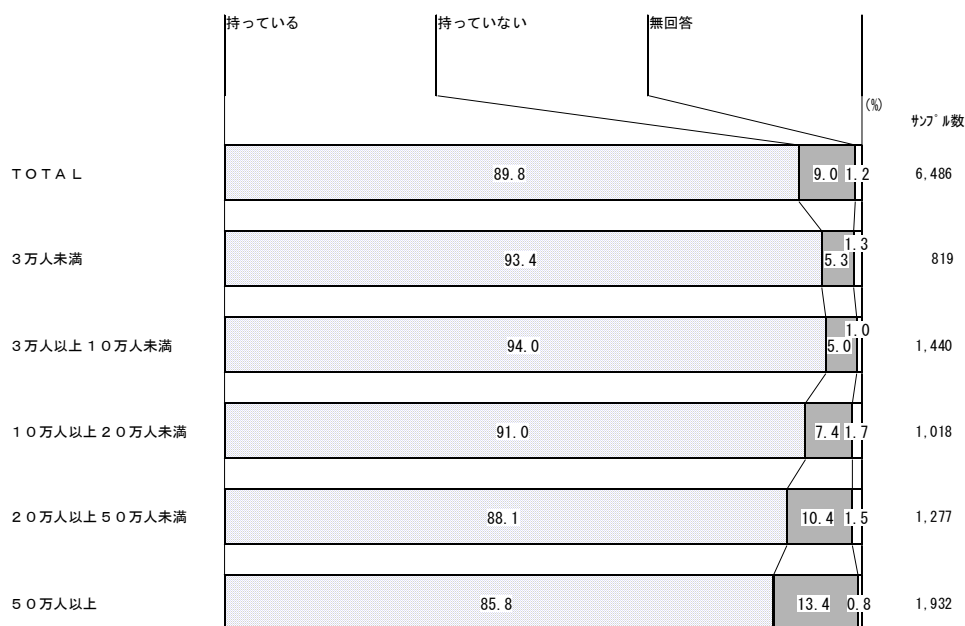 持っている 持っていない 無回答
(%)
ｻﾝﾌﾟﾙ数
ＴＯＴＡＬ 89.8 9.0 1.2 6,486
３万人未満 93.4 5.3 1.3 819
３万人以上１０万人未満 94.0 5.0 1.0 1,440
１０万人以上２０万人未満 91.0 7.4 1.7 1,018
２０万人以上５０万人未満 88.1 10.4 1.5 1,277
５０万人以上 85.8 13.4 0.8 1,932